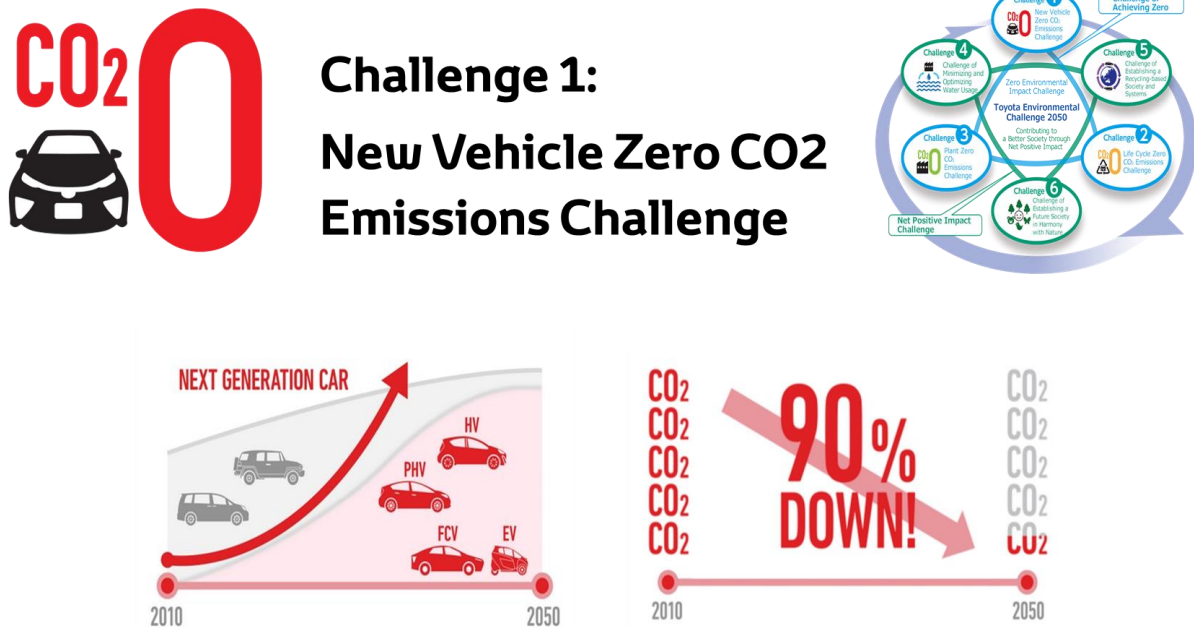 CO2 0
Challenge 1:
New Vehicle Zero CO2
Emissions Challenge
Achieving Zero
Challenge 1
New Vehicle
Zero CO2
Emissions
Challenge
Challenge 4
Challenge of
Minimizing and
Optimizing
Water Usage
Challenge 5
Challenge of
Establishing a
Recycling-based
Society and
Systems
Zero Environmental
Impact Challenge
Toyota Environmental
Challenge 2050
Contributing to
a Better Society through
Net Positive Impact
Challenge 3
CO2 0
Plant Zero
CO2
Emissions
Challenge
Challenge 2
CO2 0
Life Cycle Zero
CO2 Emissions
Challenge
Challenge 6
Challenge of
Establishing a
Future Society
in Harmony
with Nature
Net Positive Impact
Challenge
NEXT GENERATION CAR
HV
PHV
FCV
EV
2010
2050
CO2
CO2
CO2
CO2
CO2
90%
DOWN!
CO2
CO2
CO2
CO2
CO2
2010
2050